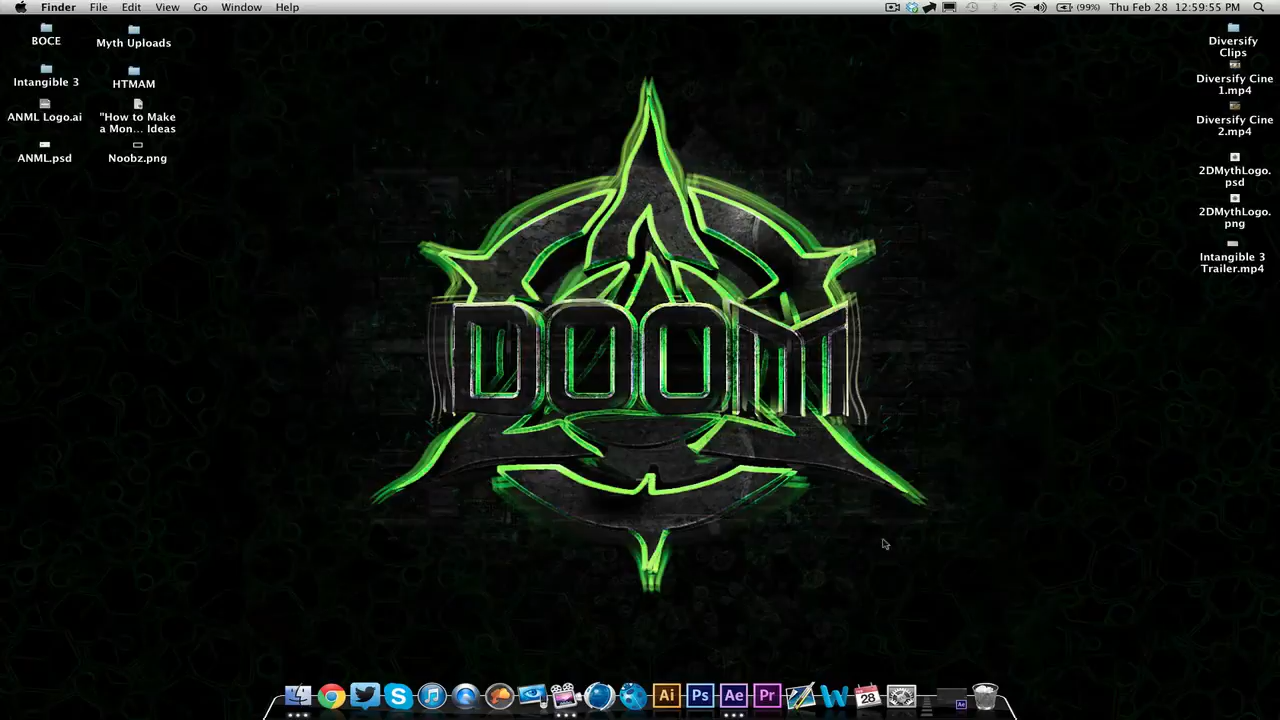 Finder File Edit View Go Window Help
(99%) Thu Feb 28 12:59:55 PM
BOCE
Myth Uploads
Intangible 3
HTMAM
ANML Logo.ai
"How to Make
a Mon... Ideas
ANML.psd
Noobz.png
Diversify
Clips
Diversify Cine
1.mp4
Diversify Cine
2.mp4
2DMythLogo.
psd
2DMythLogo.
png
Intangible 3
Trailer.mp4
DOOM
Ai Ps Ae Pr W 28 Ae